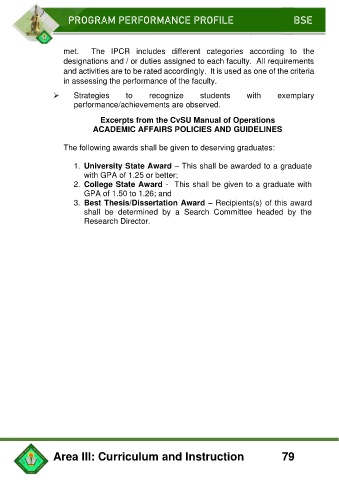 PROGRAM PERFORMANCE PROFILE BSE
met. The IPCR includes different categories according to the
designations and / or duties assigned to each faculty. All requirements
and activities are to be rated accordingly. It is used as one of the criteria
in assessing the performance of the faculty.
➢ Strategies to recognize students with exemplary
performance/achievements are observed.
Excerpts from the CvSU Manual of Operations
ACADEMIC AFFAIRS POLICIES AND GUIDELINES
The following awards shall be given to deserving graduates:
1. University State Award – This shall be awarded to a graduate
with GPA of 1.25 or better;
2. College State Award - This shall be given to a graduate with
GPA of 1.50 to 1.26; and
3. Best Thesis/Dissertation Award – Recipients(s) of this award
shall be determined by a Search Committee headed by the
Research Director.
Area III: Curriculum and Instruction 79